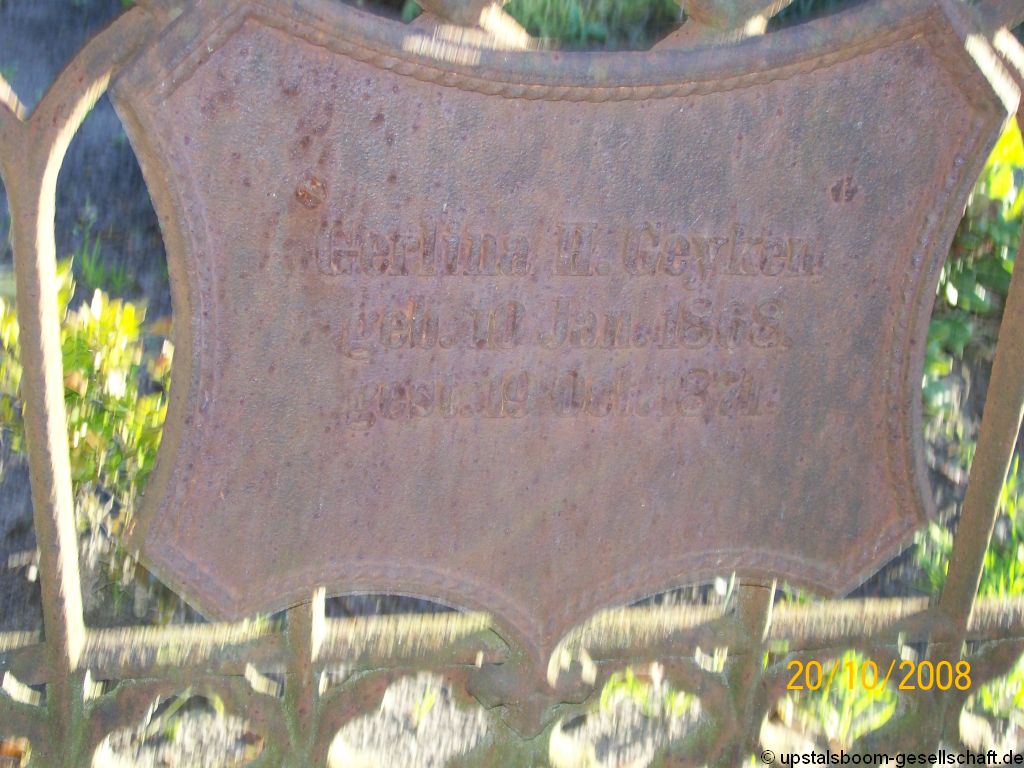 Gerlina H. Geyken
geb. 10 Jan. 1868.
gest. 19 Oct. 1871.
20/10/2008
© upstalsboom-gesellschaft.de